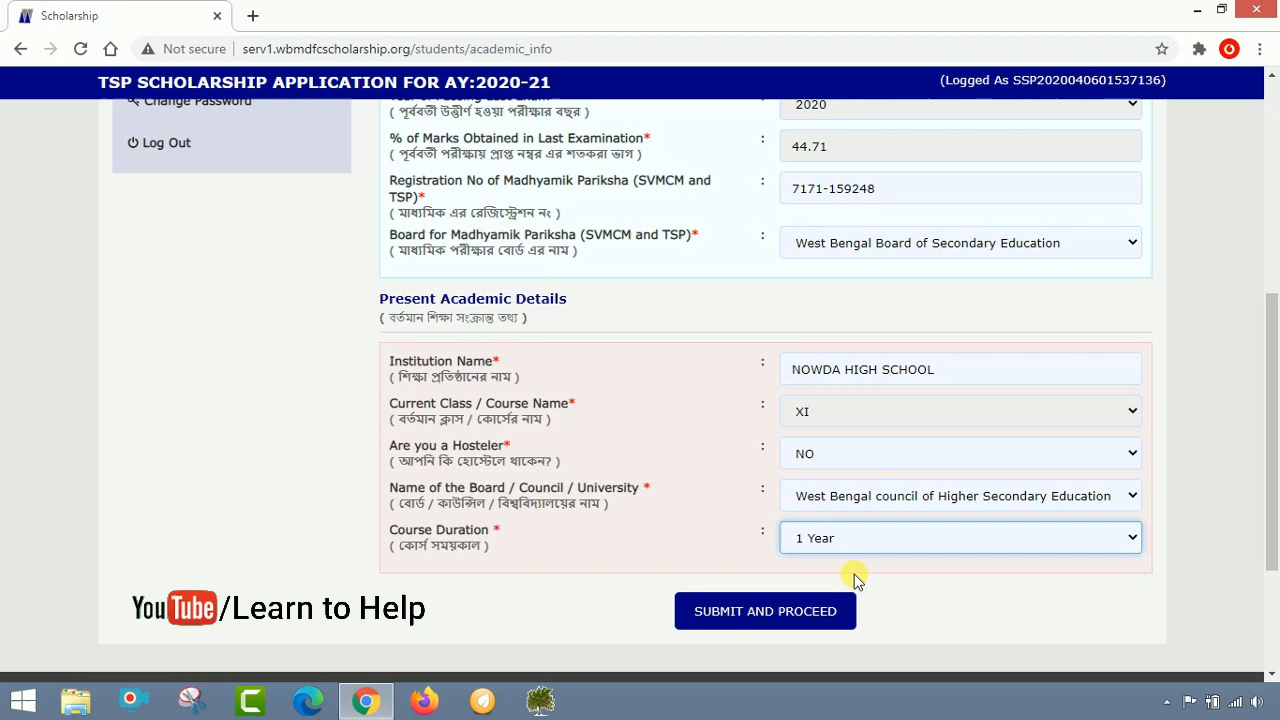 Scholarship
Not secure
serv1.wbmdfcscholarship.org/students/academic_info
TSP SCHOLARSHIP APPLICATION FOR AY:2020-21
(Logged As SSP2020040601537136)
Change Password
Log Out
Year of Passing Last Exam
2020
( পূর্ববর্তী উত্তীর্ণ হওয়া পরীক্ষার বছর )
% of Marks Obtained in Last Examination* :
44.71
( পূর্ববর্তী পরীক্ষায় প্রাপ্ত নম্বর এর শতকরা ভাগ )
Registration No of Madhyamik Pariksha (SVMCM and :
TSP)*
7171-159248
( মাধ্যমিক এর রেজিস্ট্রেশন নং )
Board for Madhyamik Pariksha (SVMCM and TSP)* :
West Bengal Board of Secondary Education
( মাধ্যমিক পরীক্ষার বোর্ড এর নাম )
Present Academic Details
( বর্তমান শিক্ষা সংক্রান্ত তথ্য )
Institution Name* :
NOWDA HIGH SCHOOL
( শিক্ষা প্রতিষ্ঠানের নাম )
Current Class / Course Name* :
XI
( বর্তমান ক্লাস / কোর্সের নাম )
Are you a Hosteler* :
NO
( আপনি কি হোস্টেলে থাকেন? )
Name of the Board / Council / University * :
West Bengal council of Higher Secondary Education
( বোর্ড / কাউন্সিল / বিশ্ববিদ্যালয়ের নাম )
Course Duration * :
1 Year
( কোর্স সময়কাল )
YouTube/Learn to Help
SUBMIT AND PROCEED